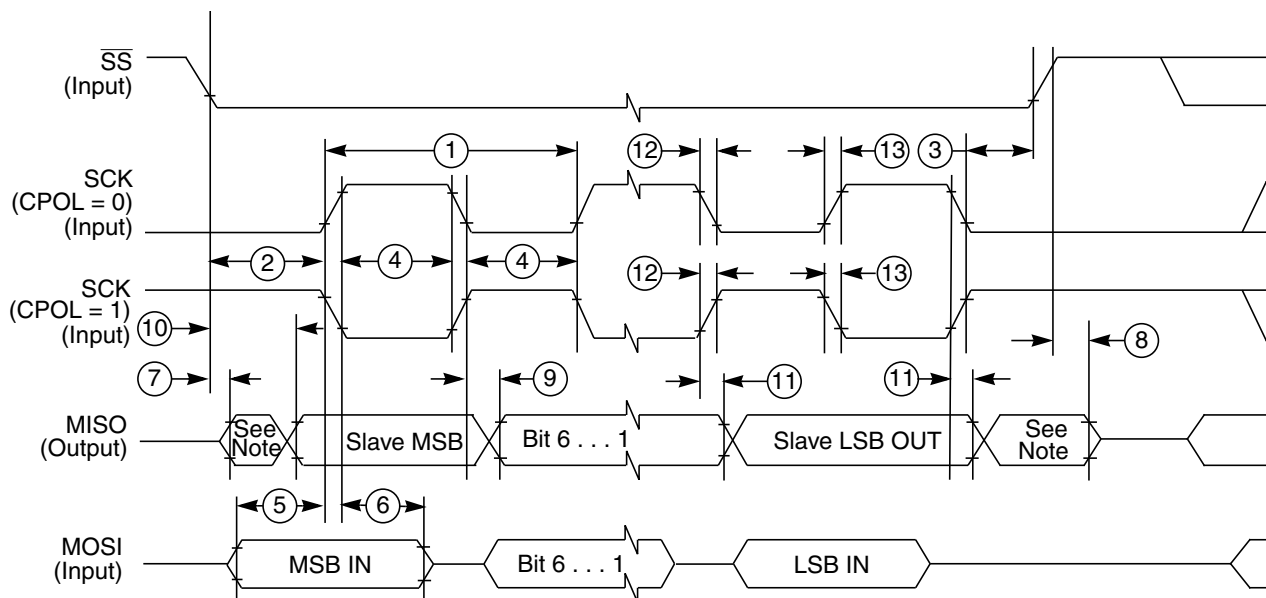 SS
(Input)
1
12
13
3
SCK
(CPOL = 0)
(Input)
2
4
4
12
13
SCK
(CPOL = 1)
(Input)
10
8
7
9
11
11
MISO
(Output)
See
Note
Slave MSB
Bit 6 . . . 1
Slave LSB OUT
See
Note
5
6
MOSI
(Input)
MSB IN
Bit 6 . . . 1
LSB IN